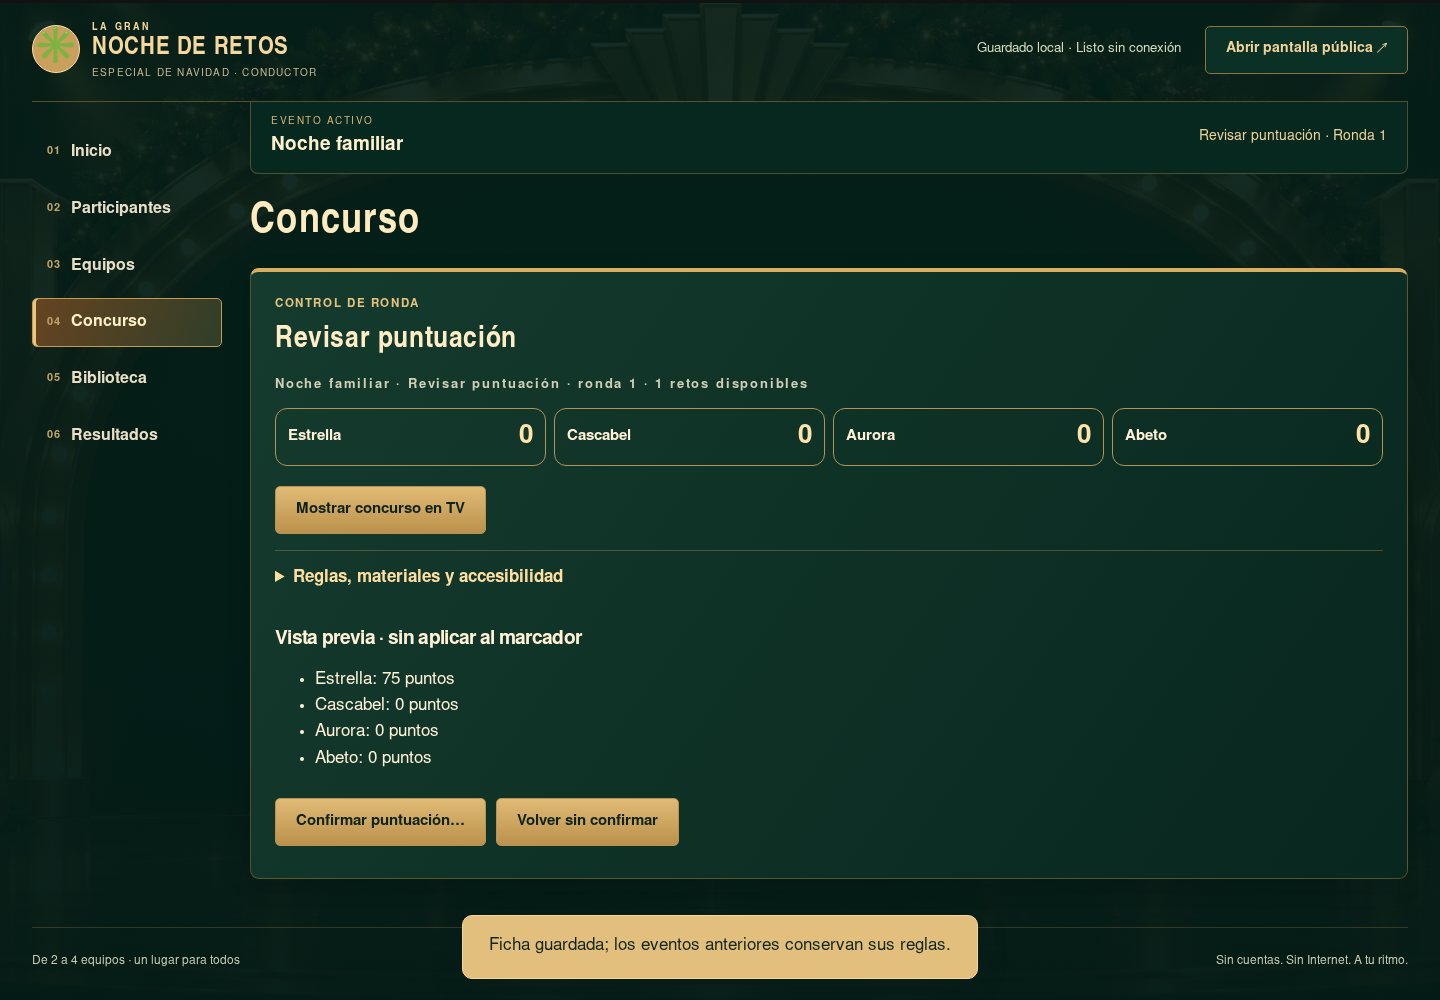 LA GRAN
NOCHE DE RETOS
ESPECIAL DE NAVIDAD · CONDUCTOR
Guardado local · Listo sin conexión
Abrir pantalla pública ↗
01 Inicio
02 Participantes
03 Equipos
04 Concurso
05 Biblioteca
06 Resultados
EVENTO ACTIVO
Noche familiar
Revisar puntuación · Ronda 1
Concurso
CONTROL DE RONDA
Revisar puntuación
Noche familiar · Revisar puntuación · ronda 1 · 1 retos disponibles
Estrella 0
Cascabel 0
Aurora 0
Abeto 0
Mostrar concurso en TV
▶ Reglas, materiales y accesibilidad
Vista previa · sin aplicar al marcador
• Estrella: 75 puntos
• Cascabel: 0 puntos
• Aurora: 0 puntos
• Abeto: 0 puntos
Confirmar puntuación…
Volver sin confirmar
Ficha guardada; los eventos anteriores conservan sus reglas.
De 2 a 4 equipos · un lugar para todos
Sin cuentas. Sin Internet. A tu ritmo.